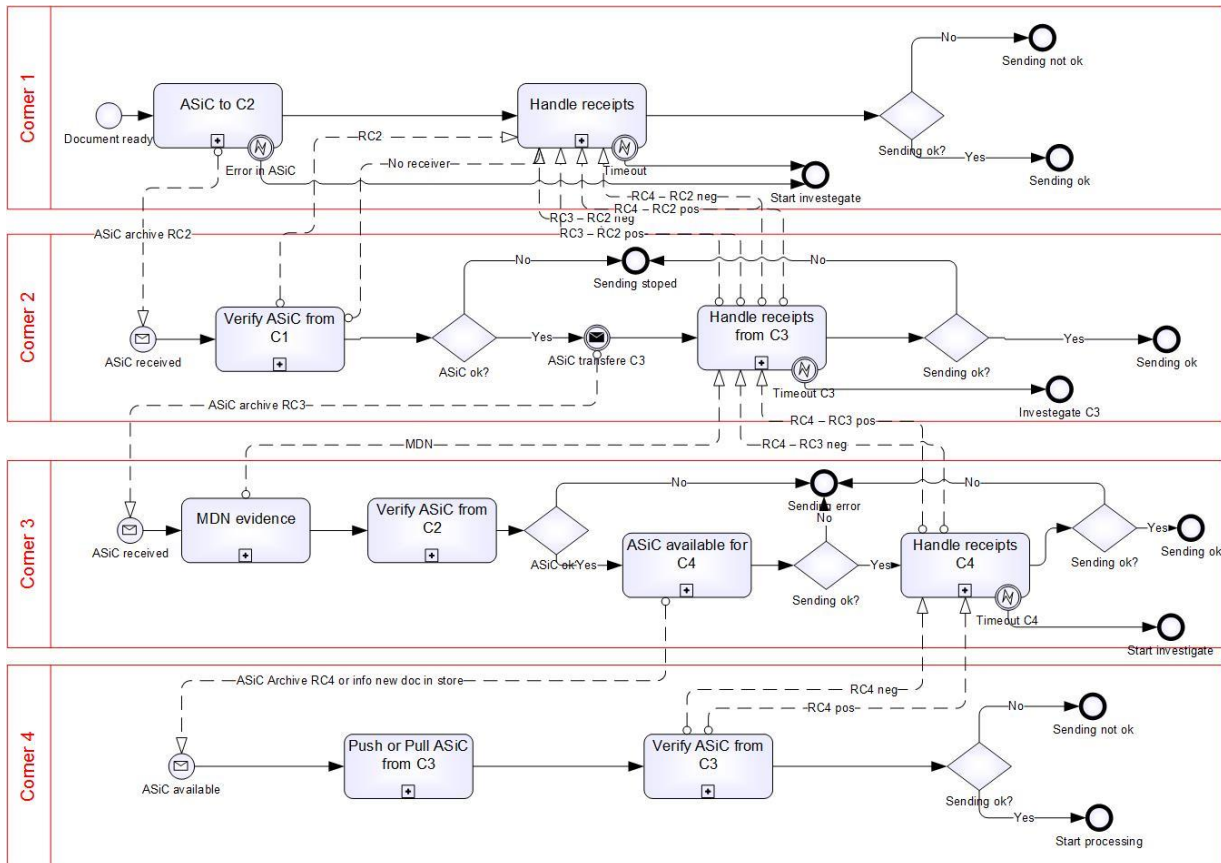 Corner 1
Document ready
ASiC to C2
Error in ASiC
Handle receipts
Timeout
RC2
No receiver
Start investegate
Sending ok?
No
Sending not ok
Yes
Sending ok
RC4 – RC2 neg
RC4 – RC2 pos
RC3 – RC2 neg
RC3 – RC2 pos
ASiC archive RC2
Corner 2
ASiC received
Verify ASiC from
C1
ASiC ok?
No
Sending stoped
No
Yes
ASiC transfere C3
Handle receipts
from C3
Timeout C3
Sending ok?
Yes
Sending ok
Investegate C3
ASiC archive RC3
MDN
RC4 – RC3 pos
RC4 – RC3 neg
Corner 3
ASiC received
MDN evidence
Verify ASiC from
C2
No
Sending error
No
No
ASiC ok
Yes
ASiC available for
C4
Sending ok?
Yes
Handle receipts
C4
Timeout C4
Sending ok?
Yes
Sending ok
Start investigate
ASiC Archive RC4 or info new doc in store
RC4 neg
RC4 pos
Corner 4
ASiC available
Push or Pull ASiC
from C3
Verify ASiC from
C3
Sending ok?
No
Sending not ok
Yes
Start processing